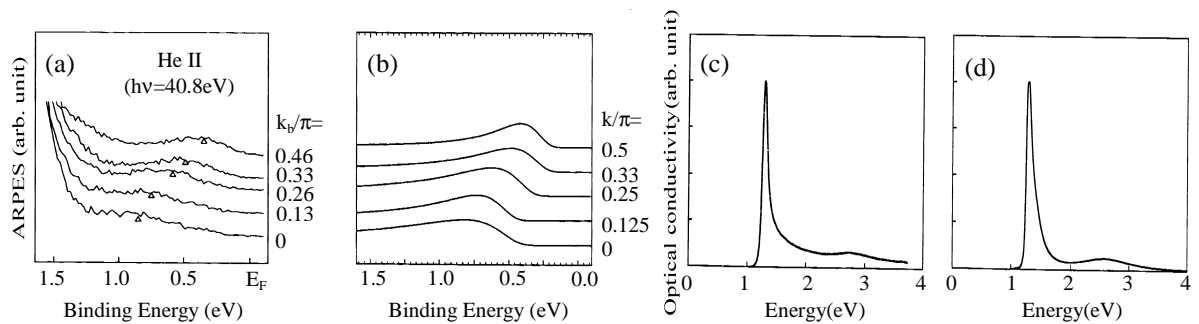 ARPES (arb. unit)
(a)
He II
(hν=40.8eV)
k_b/π=
0.46
0.33
0.26
0.13
0
1.5 1.0 0.5 E_F
Binding Energy (eV)
(b)
k/π=
0.5
0.33
0.25
0.125
0
1.5 1.0 0.5 0.0
Binding Energy (eV)
Optical conductivity(arb. unit)
(c)
0 1 2 3 4
Energy(eV)
(d)
1 2 3 4
Energy(eV)